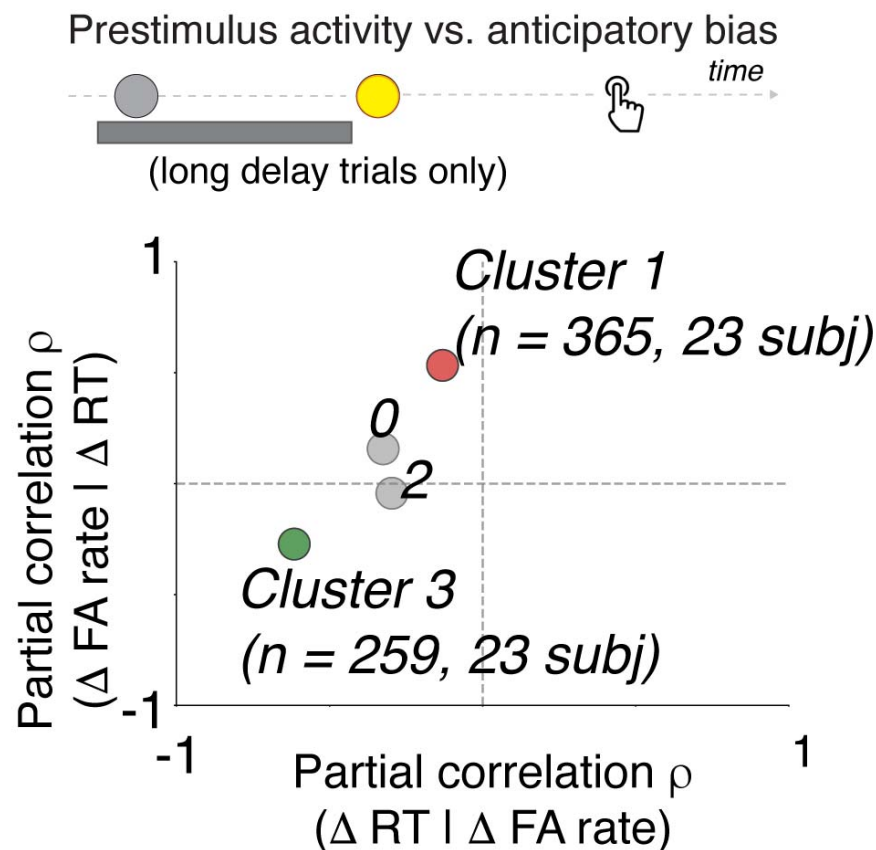 Prestimulus activity vs. anticipatory bias
time
(long delay trials only)
1
Cluster 1
(n = 365, 23 subj)
0
2
Cluster 3
(n = 259, 23 subj)
Partial correlation ρ
(Δ FA rate | Δ RT)
-1
-1
1
Partial correlation ρ
(Δ RT | Δ FA rate)